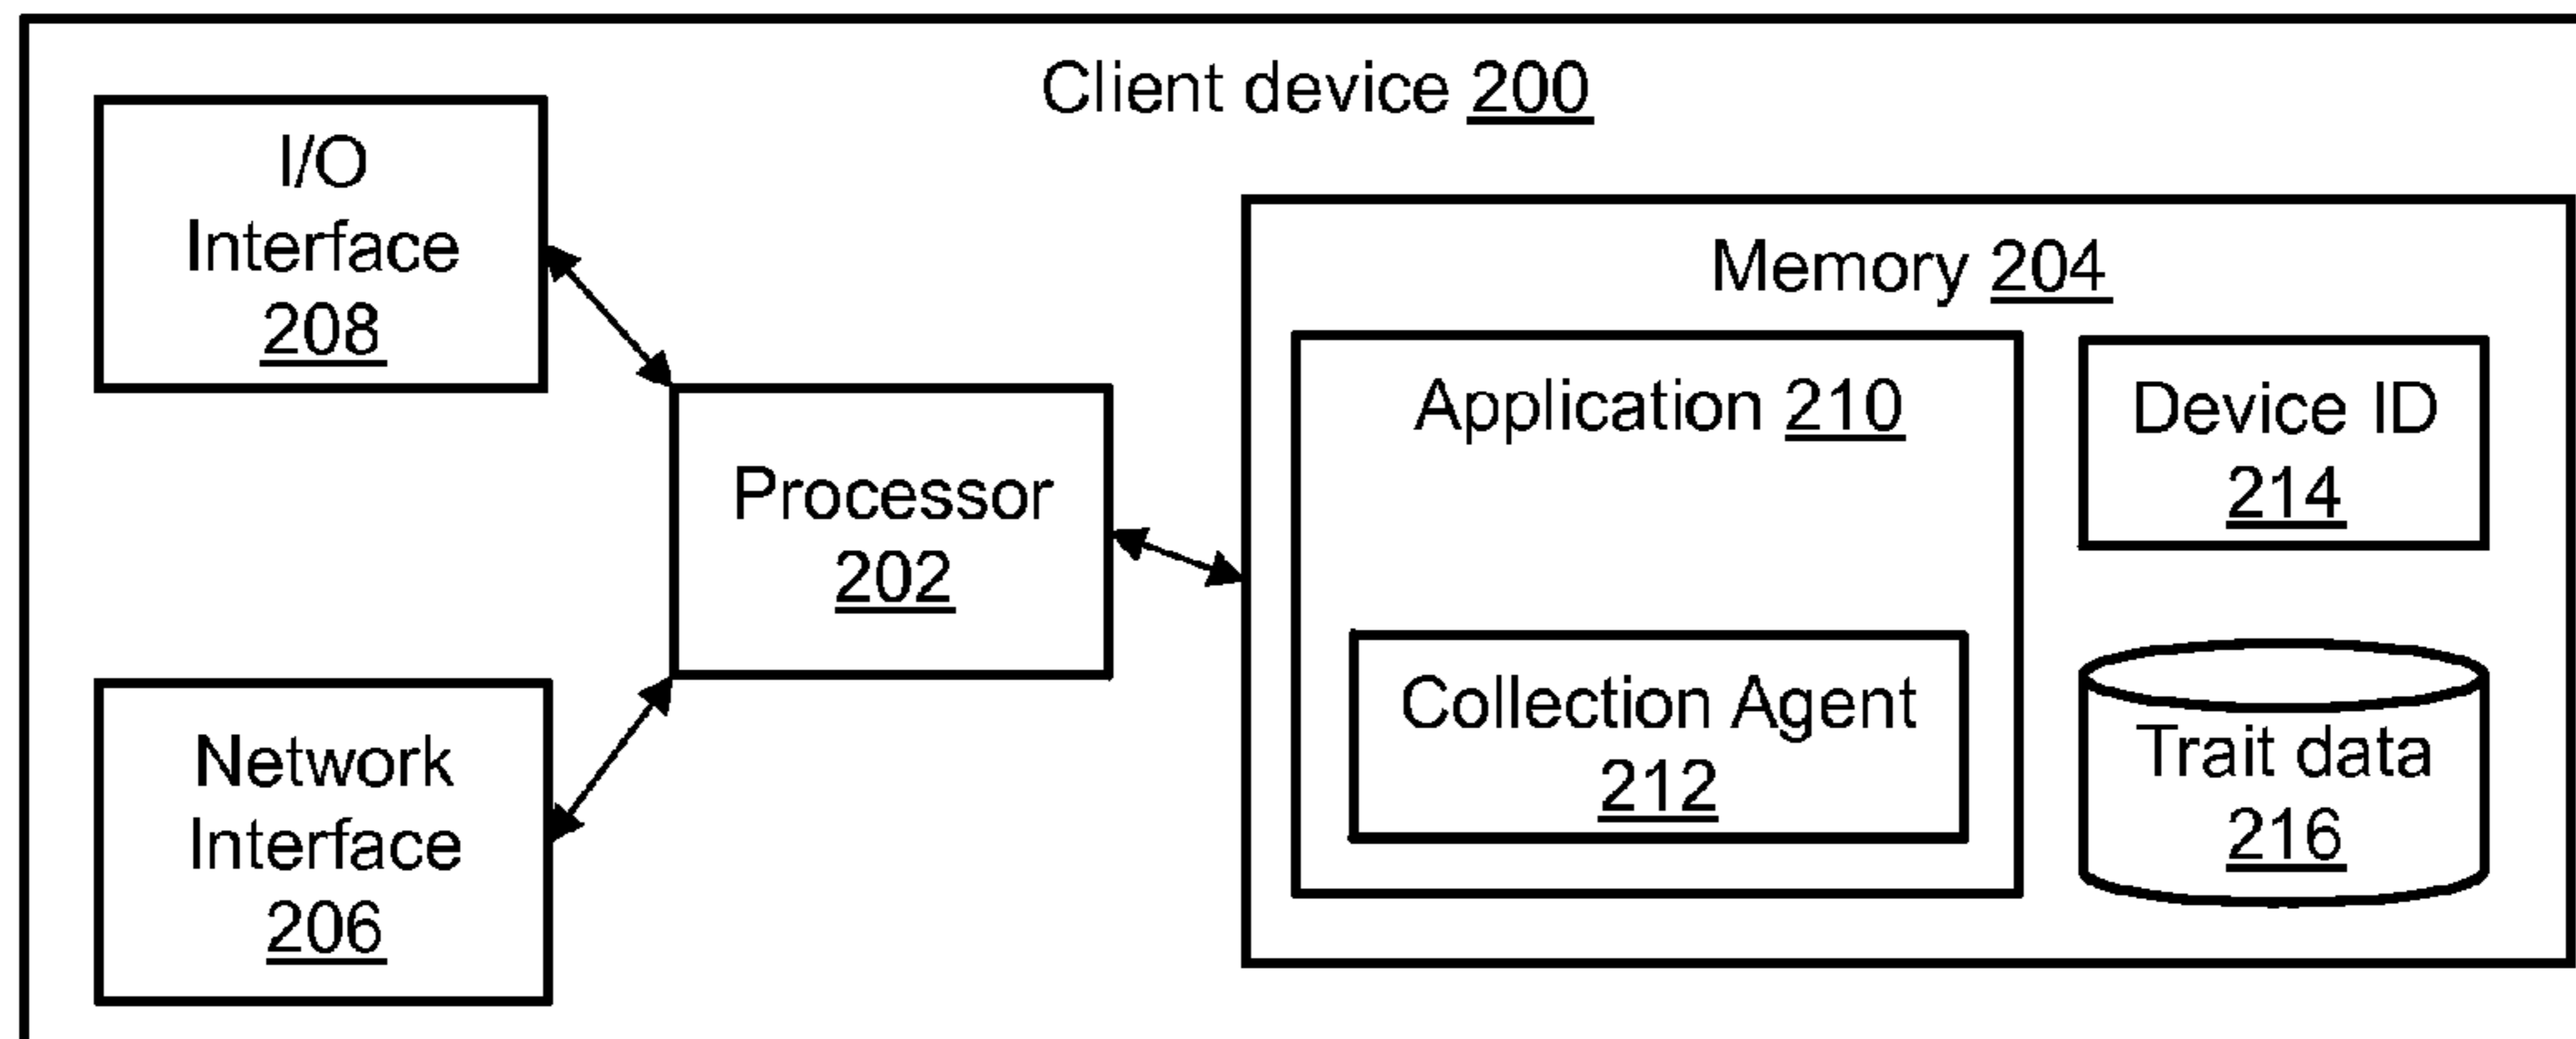 Client device 200
I/O
Interface
208
Memory 204
Application 210
Device ID
214
Processor
202
Collection Agent
212
Trait data
216
Network
Interface
206